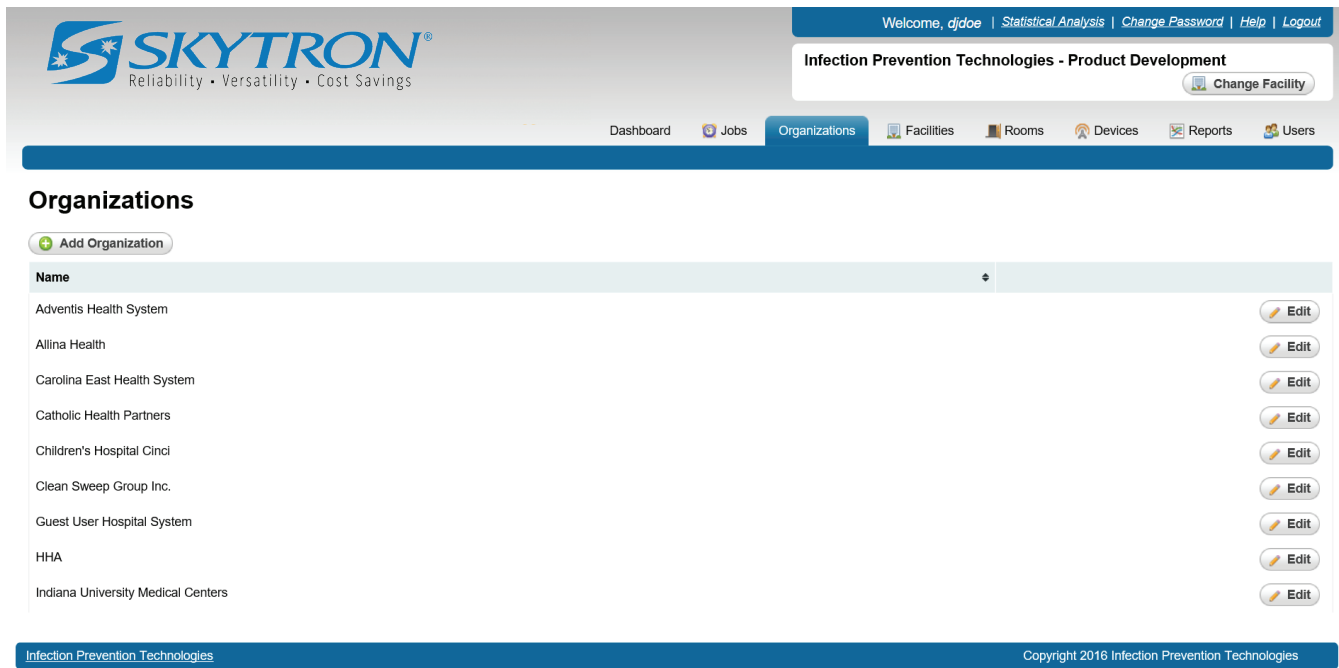 SKYTRON®
Reliability • Versatility • Cost Savings
Welcome, djdoe | Statistical Analysis | Change Password | Help | Logout
Infection Prevention Technologies - Product Development
Change Facility
Dashboard Jobs Organizations Facilities Rooms Devices Reports Users
Organizations
Add Organization
Name
Adventis Health System Edit
Allina Health Edit
Carolina East Health System Edit
Catholic Health Partners Edit
Children's Hospital Cinci Edit
Clean Sweep Group Inc. Edit
Guest User Hospital System Edit
HHA Edit
Indiana University Medical Centers Edit
Infection Prevention Technologies Copyright 2016 Infection Prevention Technologies